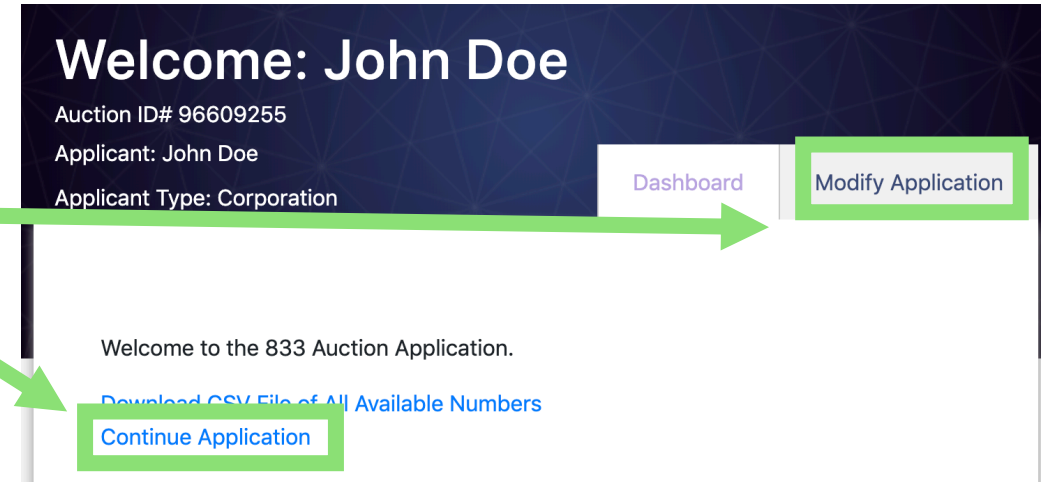 Welcome: John Doe
Auction ID# 96609255
Applicant: John Doe
Applicant Type: Corporation
Dashboard
Modify Application
Welcome to the 833 Auction Application.
Download CSV File of All Available Numbers
Continue Application